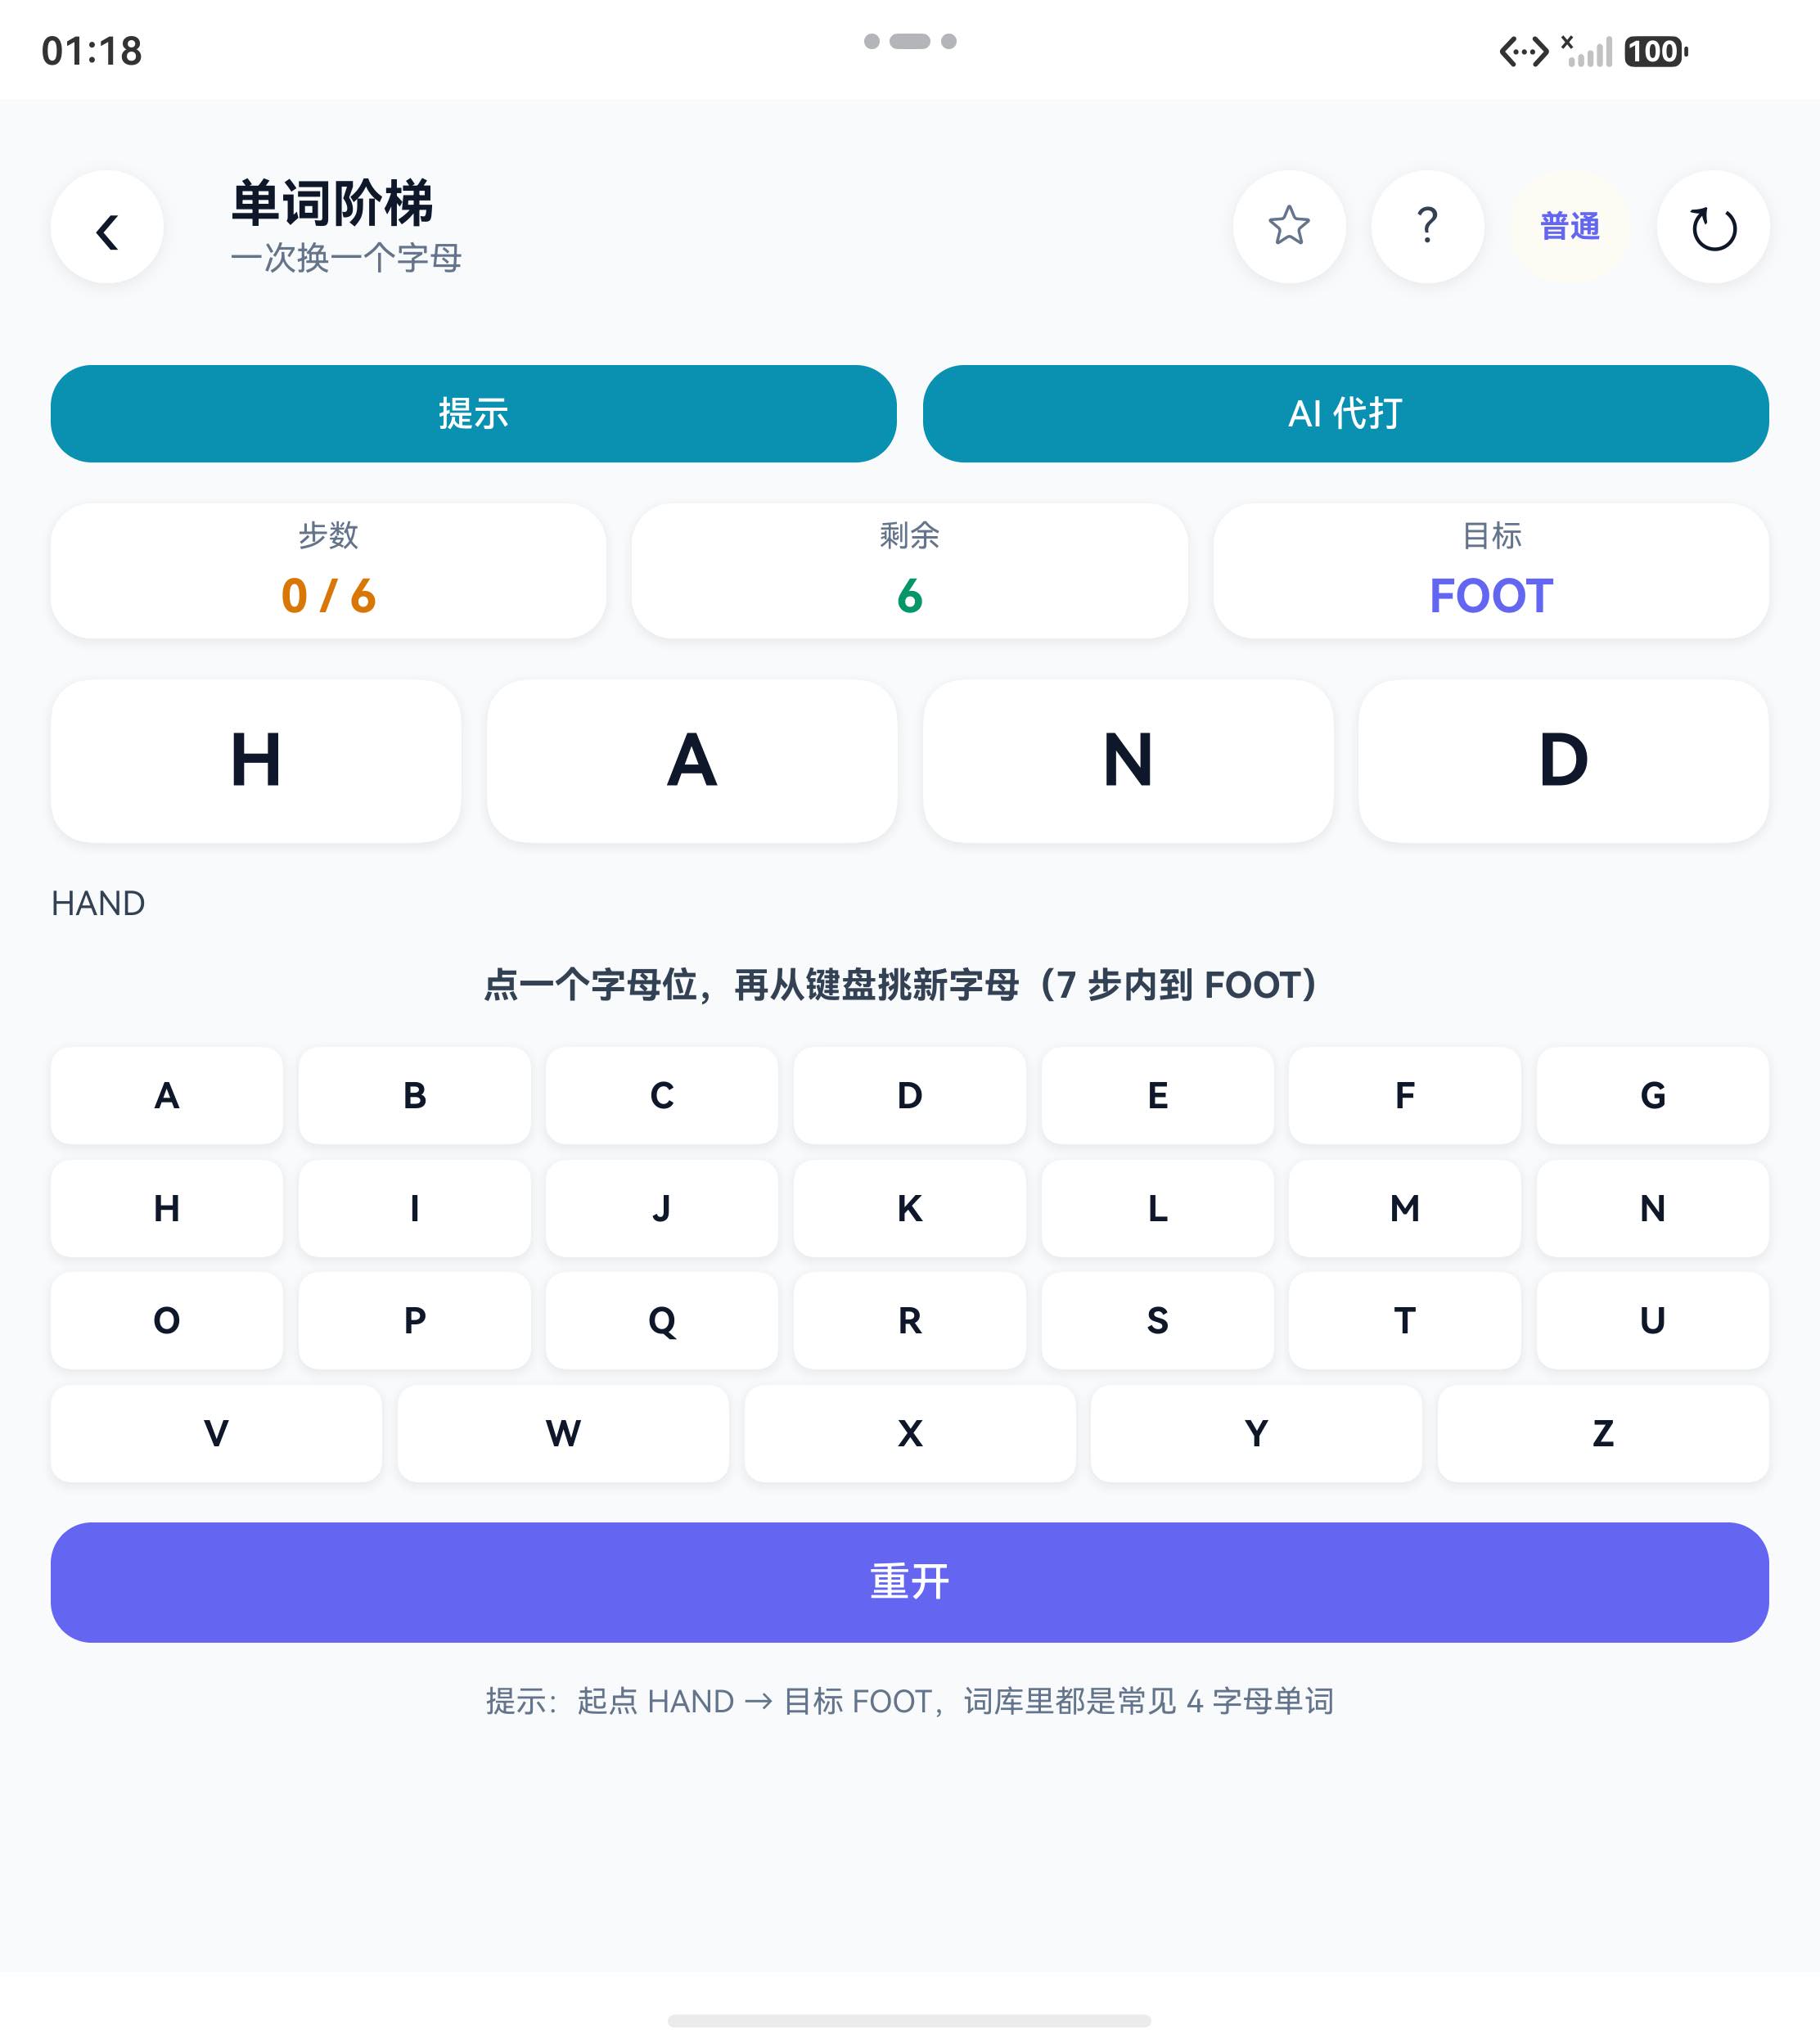 01:18
100
单词阶梯
一次换一个字母
?
普通
提示
AI 代打
步数
0 / 6
剩余
6
目标
FOOT
H A N D
HAND
点一个字母位，再从键盘挑新字母（7 步内到 FOOT）
A B C D E F G
H I J K L M N
O P Q R S T U
V W X Y Z
重开
提示：起点 HAND → 目标 FOOT，词库里都是常见 4 字母单词